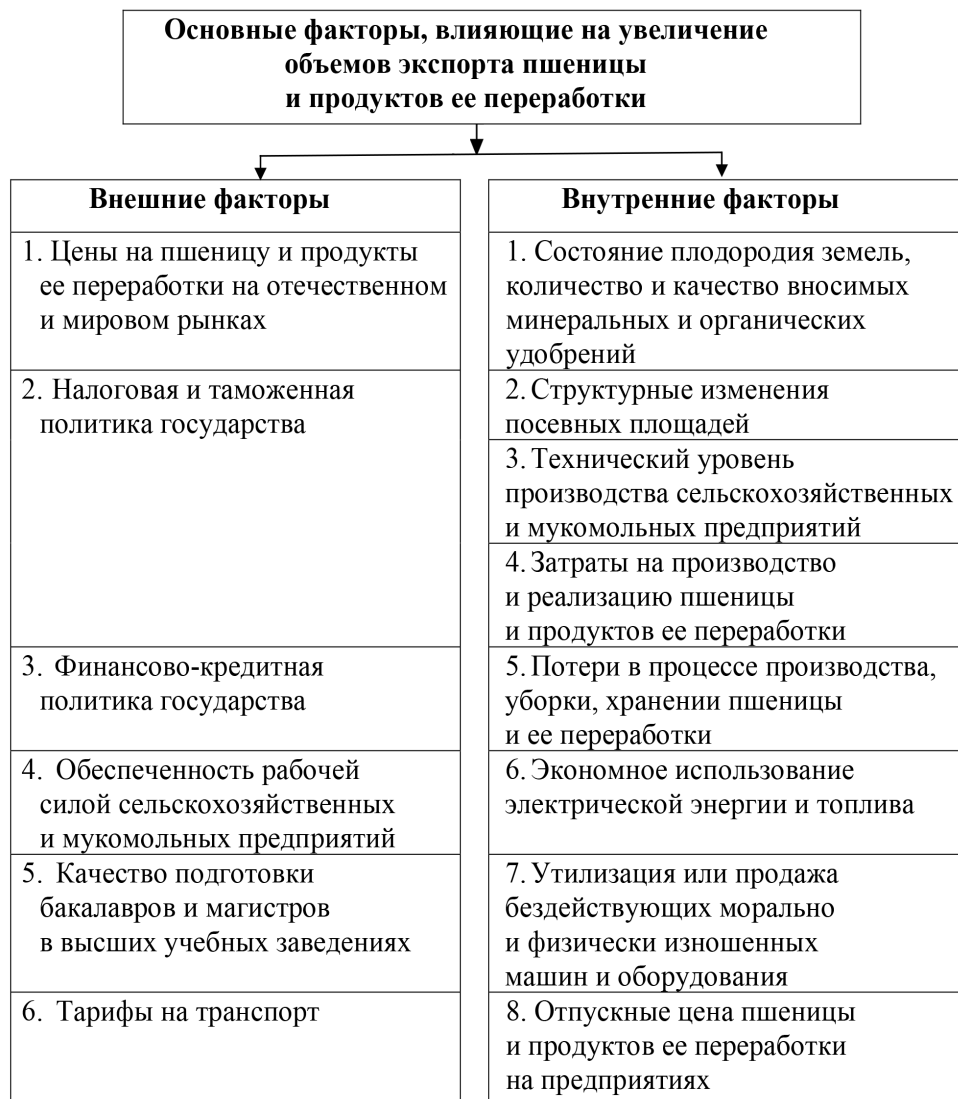 Основные факторы, влияющие на увеличение
объемов экспорта пшеницы
и продуктов ее переработки
Внешние факторы
1. Цены на пшеницу и продукты
ее переработки на отечественном
и мировом рынках
2. Налоговая и таможенная
политика государства
3. Финансово-кредитная
политика государства
4. Обеспеченность рабочей
силой сельскохозяйственных
и мукомольных предприятий
5. Качество подготовки
бакалавров и магистров
в высших учебных заведениях
6. Тарифы на транспорт
Внутренние факторы
1. Состояние плодородия земель,
количество и качество вносимых
минеральных и органических
удобрений
2. Структурные изменения
посевных площадей
3. Технический уровень
производства сельскохозяйственных
и мукомольных предприятий
4. Затраты на производство
и реализацию пшеницы
и продуктов ее переработки
5. Потери в процессе производства,
уборки, хранении пшеницы
и ее переработки
6. Экономное использование
электрической энергии и топлива
7. Утилизация или продажа
бездействующих морально
и физически изношенных
машин и оборудования
8. Отпускные цена пшеницы
и продуктов ее переработки
на предприятиях